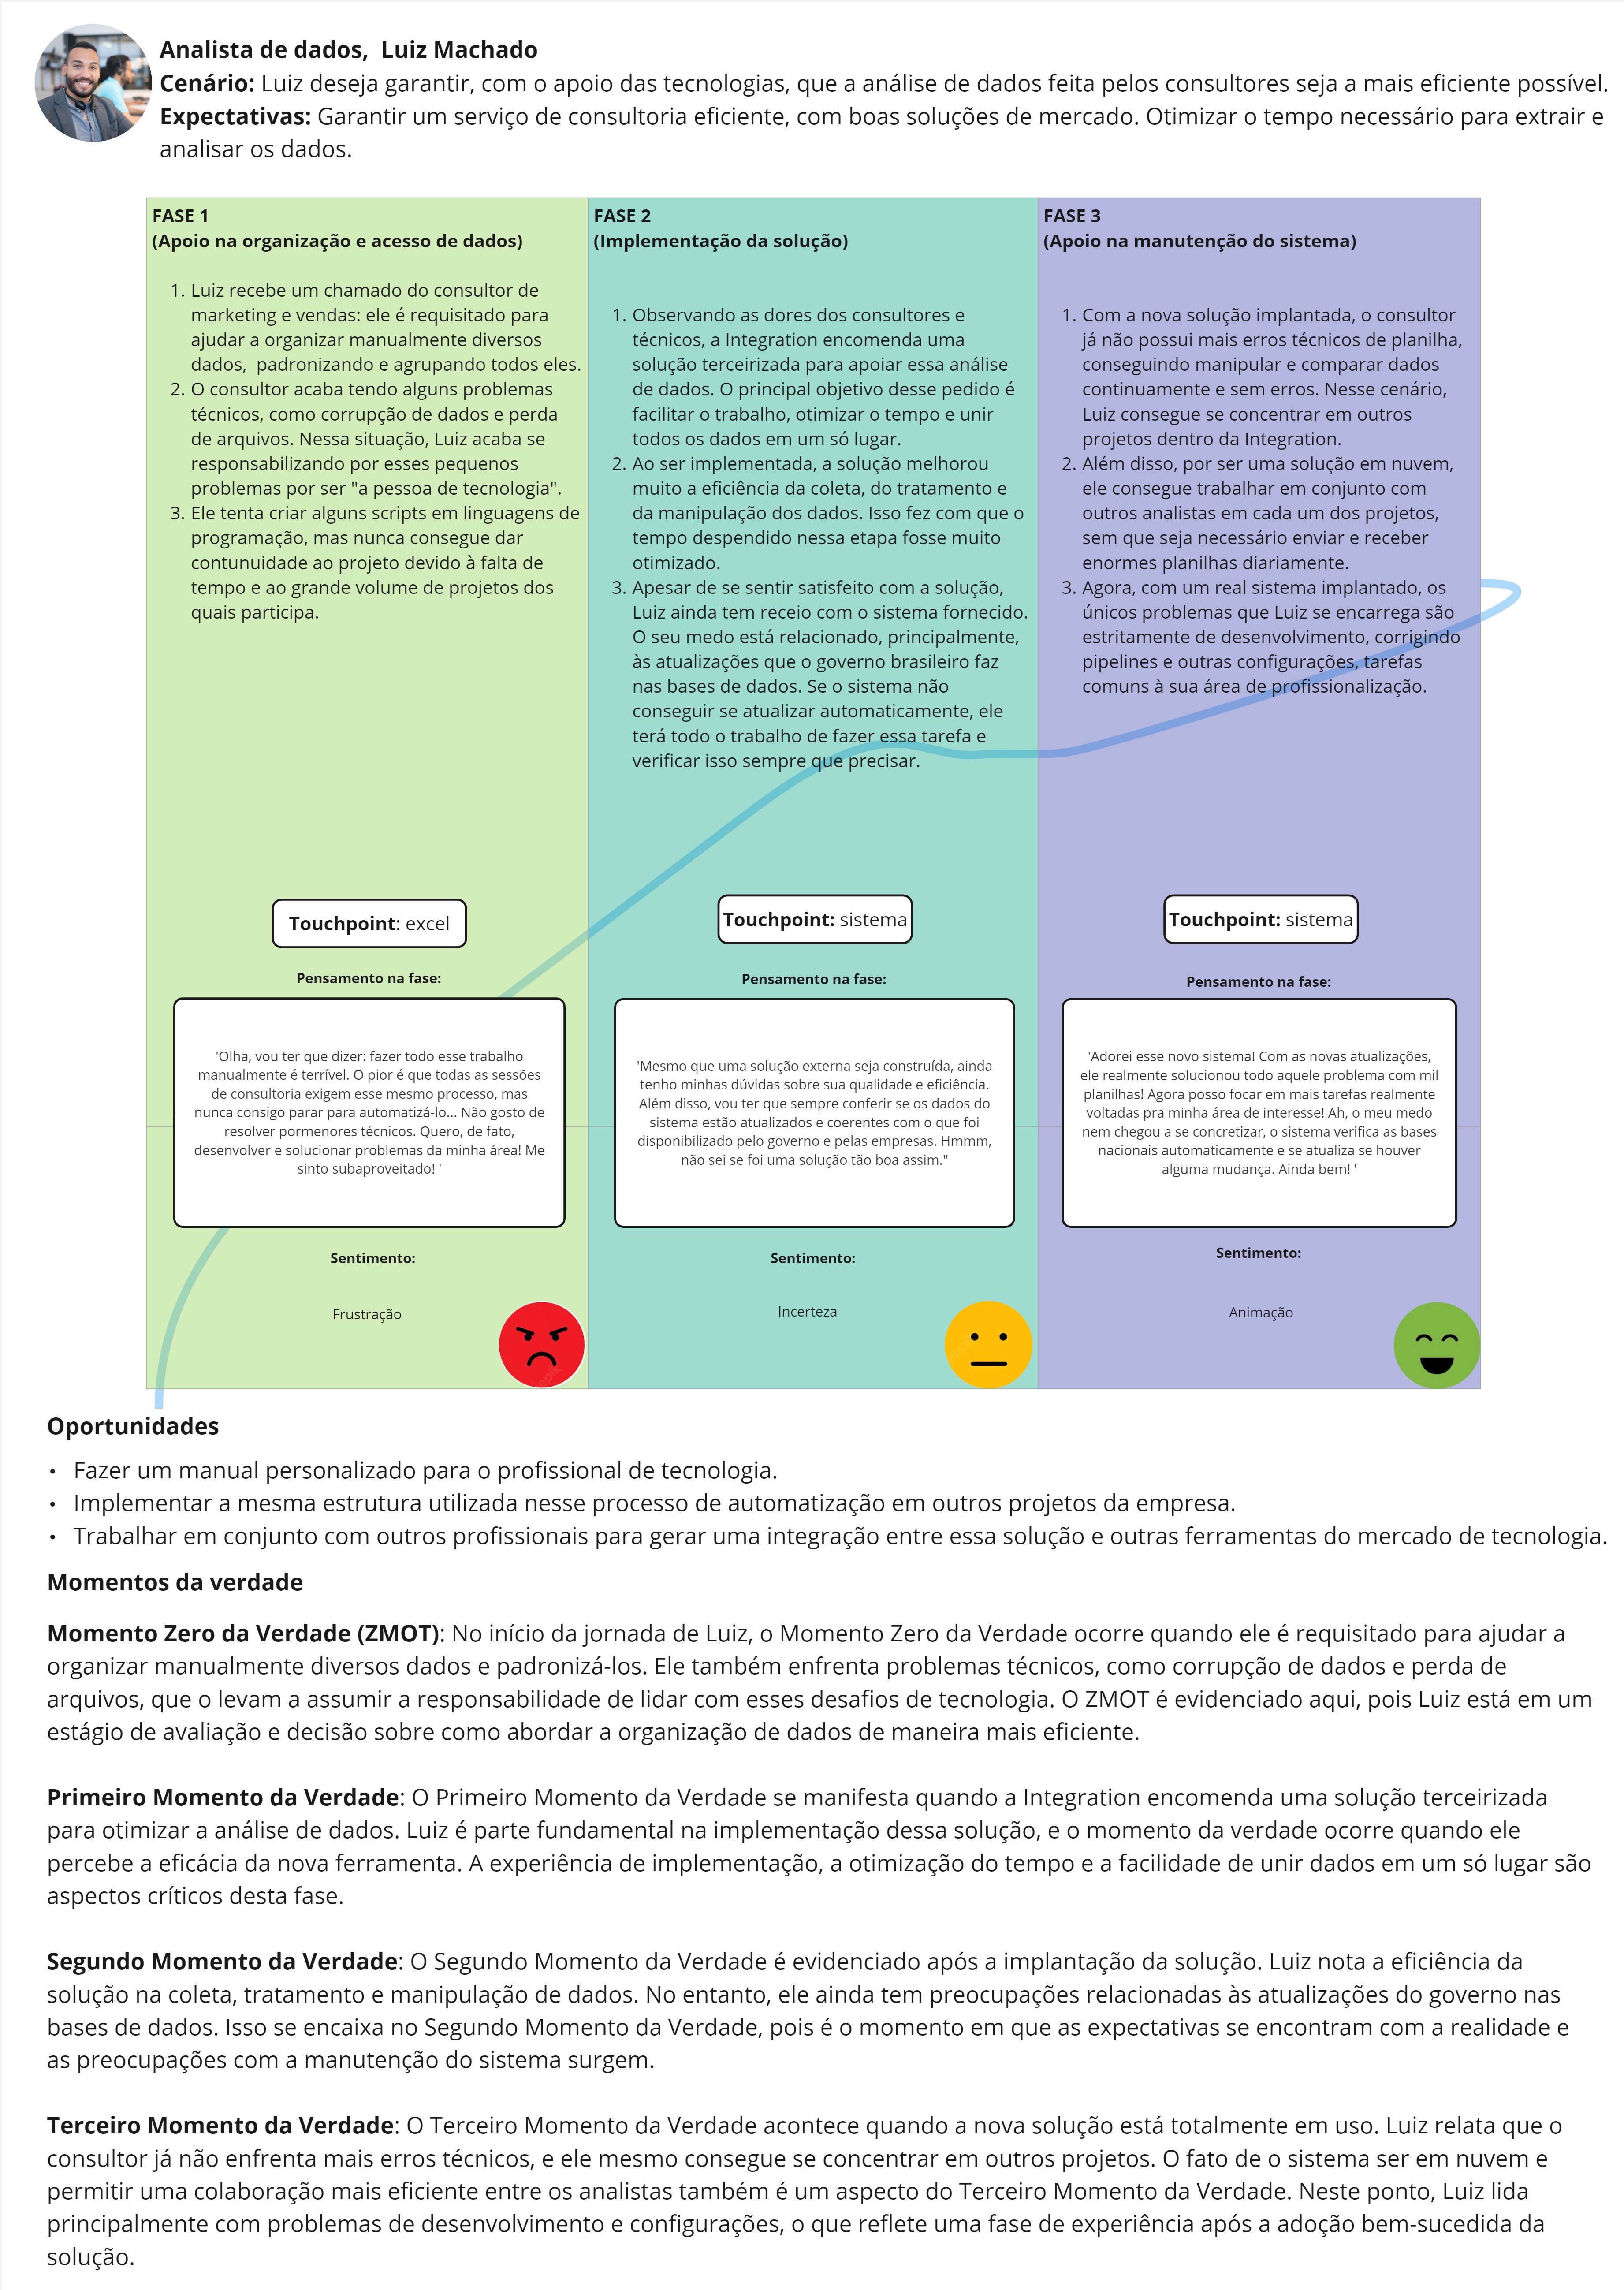 Analista de dados,  Luiz Machado
Cenário: Luiz deseja garantir, com o apoio das tecnologias, que a análise de dados feita pelos consultores seja a mais eficiente possível.
Expectativas: Garantir um serviço de consultoria eficiente, com boas soluções de mercado. Otimizar o tempo necessário para extrair e
analisar os dados.
FASE 1
(Apoio na organização e acesso de dados)
1. Luiz recebe um chamado do consultor de
marketing e vendas: ele é requisitado para
ajudar a organizar manualmente diversos
dados,  padronizando e agrupando todos eles.
2. O consultor acaba tendo alguns problemas
técnicos, como corrupção de dados e perda
de arquivos. Nessa situação, Luiz acaba se
responsabilizando por esses pequenos
problemas por ser "a pessoa de tecnologia".
3. Ele tenta criar alguns scripts em linguagens de
programação, mas nunca consegue dar
contunuidade ao projeto devido à falta de
tempo e ao grande volume de projetos dos
quais participa.
Touchpoint: excel
Pensamento na fase:
'Olha, vou ter que dizer: fazer todo esse trabalho
manualmente é terrível. O pior é que todas as sessões
de consultoria exigem esse mesmo processo, mas
nunca consigo parar para automatizá-lo... Não gosto de
resolver pormenores técnicos. Quero, de fato,
desenvolver e solucionar problemas da minha área! Me
sinto subaproveitado! '
Sentimento:
Frustração
FASE 2
(Implementação da solução)
1. Observando as dores dos consultores e
técnicos, a Integration encomenda uma
solução terceirizada para apoiar essa análise
de dados. O principal objetivo desse pedido é
facilitar o trabalho, otimizar o tempo e unir
todos os dados em um só lugar.
2. Ao ser implementada, a solução melhorou
muito a eficiência da coleta, do tratamento e
da manipulação dos dados. Isso fez com que o
tempo despendido nessa etapa fosse muito
otimizado.
3. Apesar de se sentir satisfeito com a solução,
Luiz ainda tem receio com o sistema fornecido.
O seu medo está relacionado, principalmente,
às atualizações que o governo brasileiro faz
nas bases de dados. Se o sistema não
conseguir se atualizar automaticamente, ele
terá todo o trabalho de fazer essa tarefa e
verificar isso sempre que precisar.
Touchpoint: sistema
Pensamento na fase:
'Mesmo que uma solução externa seja construída, ainda
tenho minhas dúvidas sobre sua qualidade e eficiência.
Além disso, vou ter que sempre conferir se os dados do
sistema estão atualizados e coerentes com o que foi
disponibilizado pelo governo e pelas empresas. Hmmm,
não sei se foi uma solução tão boa assim."
Sentimento:
Incerteza
FASE 3
(Apoio na manutenção do sistema)
1. Com a nova solução implantada, o consultor
já não possui mais erros técnicos de planilha,
conseguindo manipular e comparar dados
continuamente e sem erros. Nesse cenário,
Luiz consegue se concentrar em outros
projetos dentro da Integration.
2. Além disso, por ser uma solução em nuvem,
ele consegue trabalhar em conjunto com
outros analistas em cada um dos projetos,
sem que seja necessário enviar e receber
enormes planilhas diariamente.
3. Agora, com um real sistema implantado, os
únicos problemas que Luiz se encarrega são
estritamente de desenvolvimento, corrigindo
pipelines e outras configurações, tarefas
comuns à sua área de profissionalização.
Touchpoint: sistema
Pensamento na fase:
'Adorei esse novo sistema! Com as novas atualizações,
ele realmente solucionou todo aquele problema com mil
planilhas! Agora posso focar em mais tarefas realmente
voltadas pra minha área de interesse! Ah, o meu medo
nem chegou a se concretizar, o sistema verifica as bases
nacionais automaticamente e se atualiza se houver
alguma mudança. Ainda bem! '
Sentimento:
Animação
Oportunidades
• Fazer um manual personalizado para o profissional de tecnologia.
• Implementar a mesma estrutura utilizada nesse processo de automatização em outros projetos da empresa.
• Trabalhar em conjunto com outros profissionais para gerar uma integração entre essa solução e outras ferramentas do mercado de tecnologia.
Momentos da verdade
Momento Zero da Verdade (ZMOT): No início da jornada de Luiz, o Momento Zero da Verdade ocorre quando ele é requisitado para ajudar a
organizar manualmente diversos dados e padronizá-los. Ele também enfrenta problemas técnicos, como corrupção de dados e perda de
arquivos, que o levam a assumir a responsabilidade de lidar com esses desafios de tecnologia. O ZMOT é evidenciado aqui, pois Luiz está em um
estágio de avaliação e decisão sobre como abordar a organização de dados de maneira mais eficiente.
Primeiro Momento da Verdade: O Primeiro Momento da Verdade se manifesta quando a Integration encomenda uma solução terceirizada
para otimizar a análise de dados. Luiz é parte fundamental na implementação dessa solução, e o momento da verdade ocorre quando ele
percebe a eficácia da nova ferramenta. A experiência de implementação, a otimização do tempo e a facilidade de unir dados em um só lugar são
aspectos críticos desta fase.
Segundo Momento da Verdade: O Segundo Momento da Verdade é evidenciado após a implantação da solução. Luiz nota a eficiência da
solução na coleta, tratamento e manipulação de dados. No entanto, ele ainda tem preocupações relacionadas às atualizações do governo nas
bases de dados. Isso se encaixa no Segundo Momento da Verdade, pois é o momento em que as expectativas se encontram com a realidade e
as preocupações com a manutenção do sistema surgem.
Terceiro Momento da Verdade: O Terceiro Momento da Verdade acontece quando a nova solução está totalmente em uso. Luiz relata que o
consultor já não enfrenta mais erros técnicos, e ele mesmo consegue se concentrar em outros projetos. O fato de o sistema ser em nuvem e
permitir uma colaboração mais eficiente entre os analistas também é um aspecto do Terceiro Momento da Verdade. Neste ponto, Luiz lida
principalmente com problemas de desenvolvimento e configurações, o que reflete uma fase de experiência após a adoção bem-sucedida da
solução.